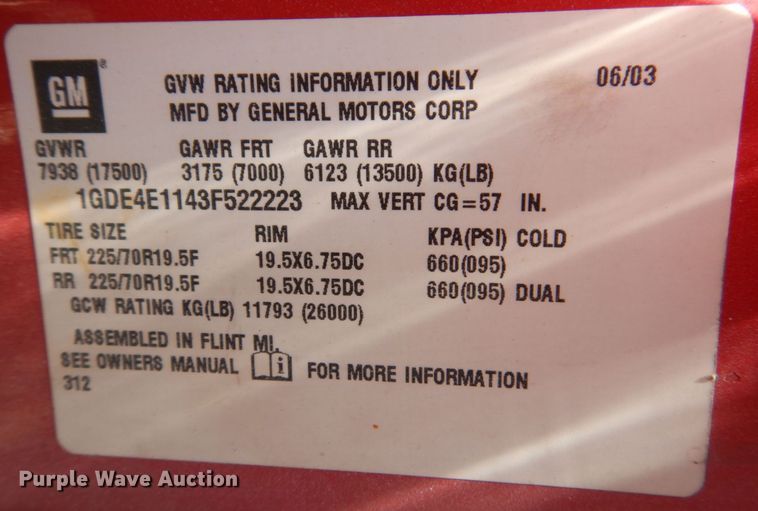 GM ®
GVW RATING INFORMATION ONLY 06/03
MFD BY GENERAL MOTORS CORP
GVWR GAWR FRT GAWR RR
7938 (17500) 3175 (7000) 6123 (13500) KG(LB)
1GDE4E1143F522223 MAX VERT CG=57 IN.
TIRE SIZE RIM KPA(PSI) COLD
FRT 225/70R19.5F 19.5X6.75DC 660(095)
RR 225/70R19.5F 19.5X6.75DC 660(095) DUAL
GCW RATING KG(LB) 11793 (26000)
ASSEMBLED IN FLINT MI.
SEE OWNERS MANUAL i FOR MORE INFORMATION
312
Purple Wave Auction